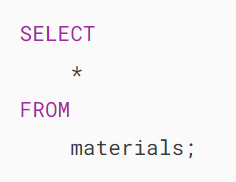 SELECT
    *
FROM
    materials;